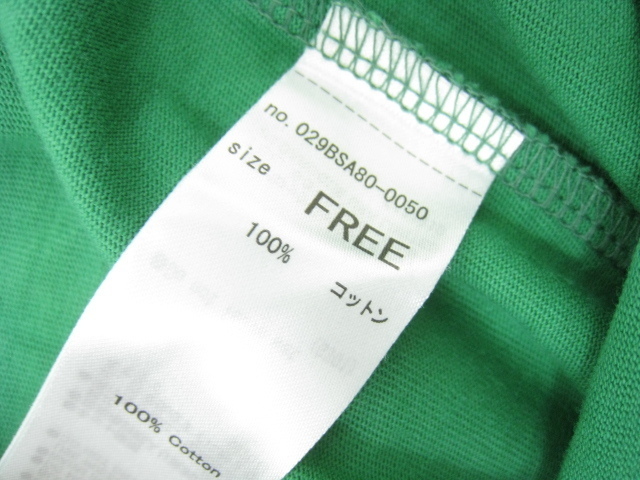 no. 029BSA80-0050
size
FREE
100% コットン
100% Cotton